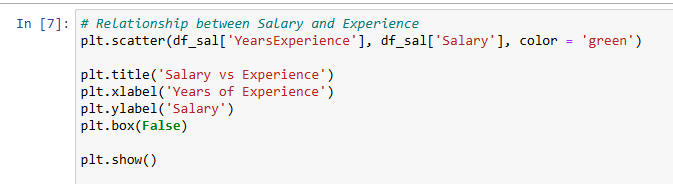 In [7]: # Relationship between Salary and Experience
plt.scatter(df_sal['YearsExperience'], df_sal['Salary'], color = 'green')
plt.title('Salary vs Experience')
plt.xlabel('Years of Experience')
plt.ylabel('Salary')
plt.box(False)
plt.show()